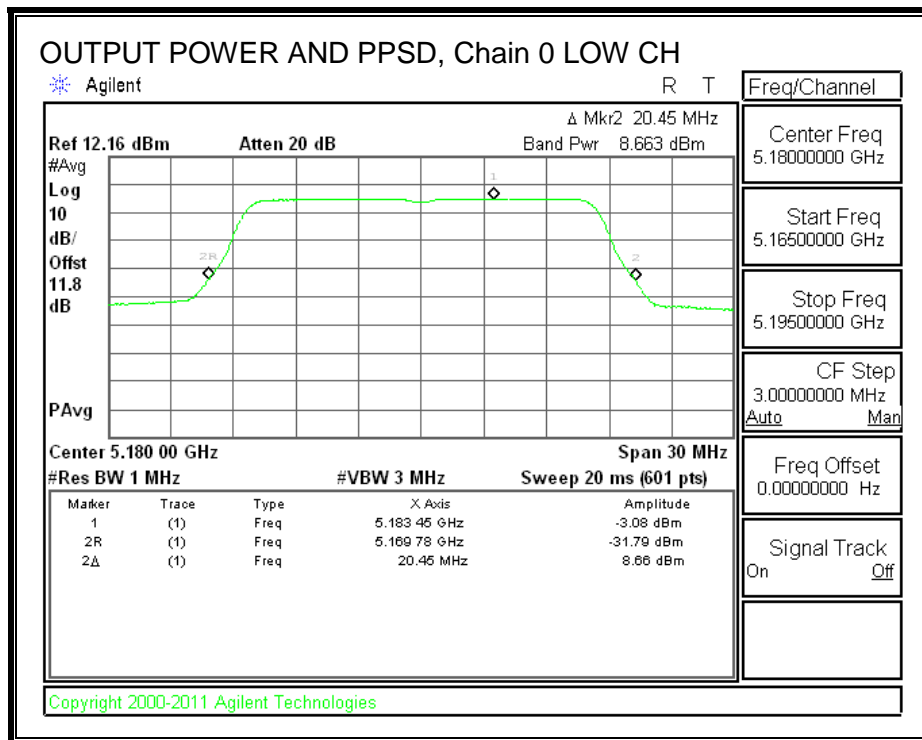 OUTPUT POWER AND PPSD, Chain 0 LOW CH
Agilent R T
Δ Mkr2 20.45 MHz
Ref 12.16 dBm Atten 20 dB Band Pwr 8.663 dBm
#Avg
Log
10
dB/
Offst
11.8
dB
PAvg
1
2R
2
Center 5.180 00 GHz Span 30 MHz
#Res BW 1 MHz #VBW 3 MHz Sweep 20 ms (601 pts)
Marker Trace Type X Axis Amplitude
1 (1) Freq 5.183 45 GHz -3.08 dBm
2R (1) Freq 5.169 78 GHz -31.79 dBm
2Δ (1) Freq 20.45 MHz 8.66 dBm
Freq/Channel
Center Freq
5.18000000 GHz
Start Freq
5.16500000 GHz
Stop Freq
5.19500000 GHz
CF Step
3.00000000 MHz
Auto Man
Freq Offset
0.00000000 Hz
Signal Track
On Off
Copyright 2000-2011 Agilent Technologies